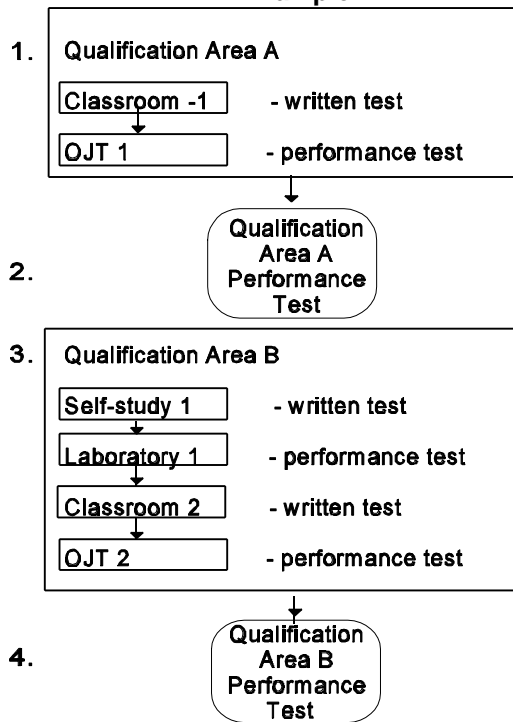 1. Qualification Area A
Classroom -1 - written test
OJT 1 - performance test
2. Qualification
Area A
Performance
Test
3. Qualification Area B
Self-study 1 - written test
Laboratory 1 - performance test
Classroom 2 - written test
OJT 2 - performance test
4. Qualification
Area B
Performance
Test